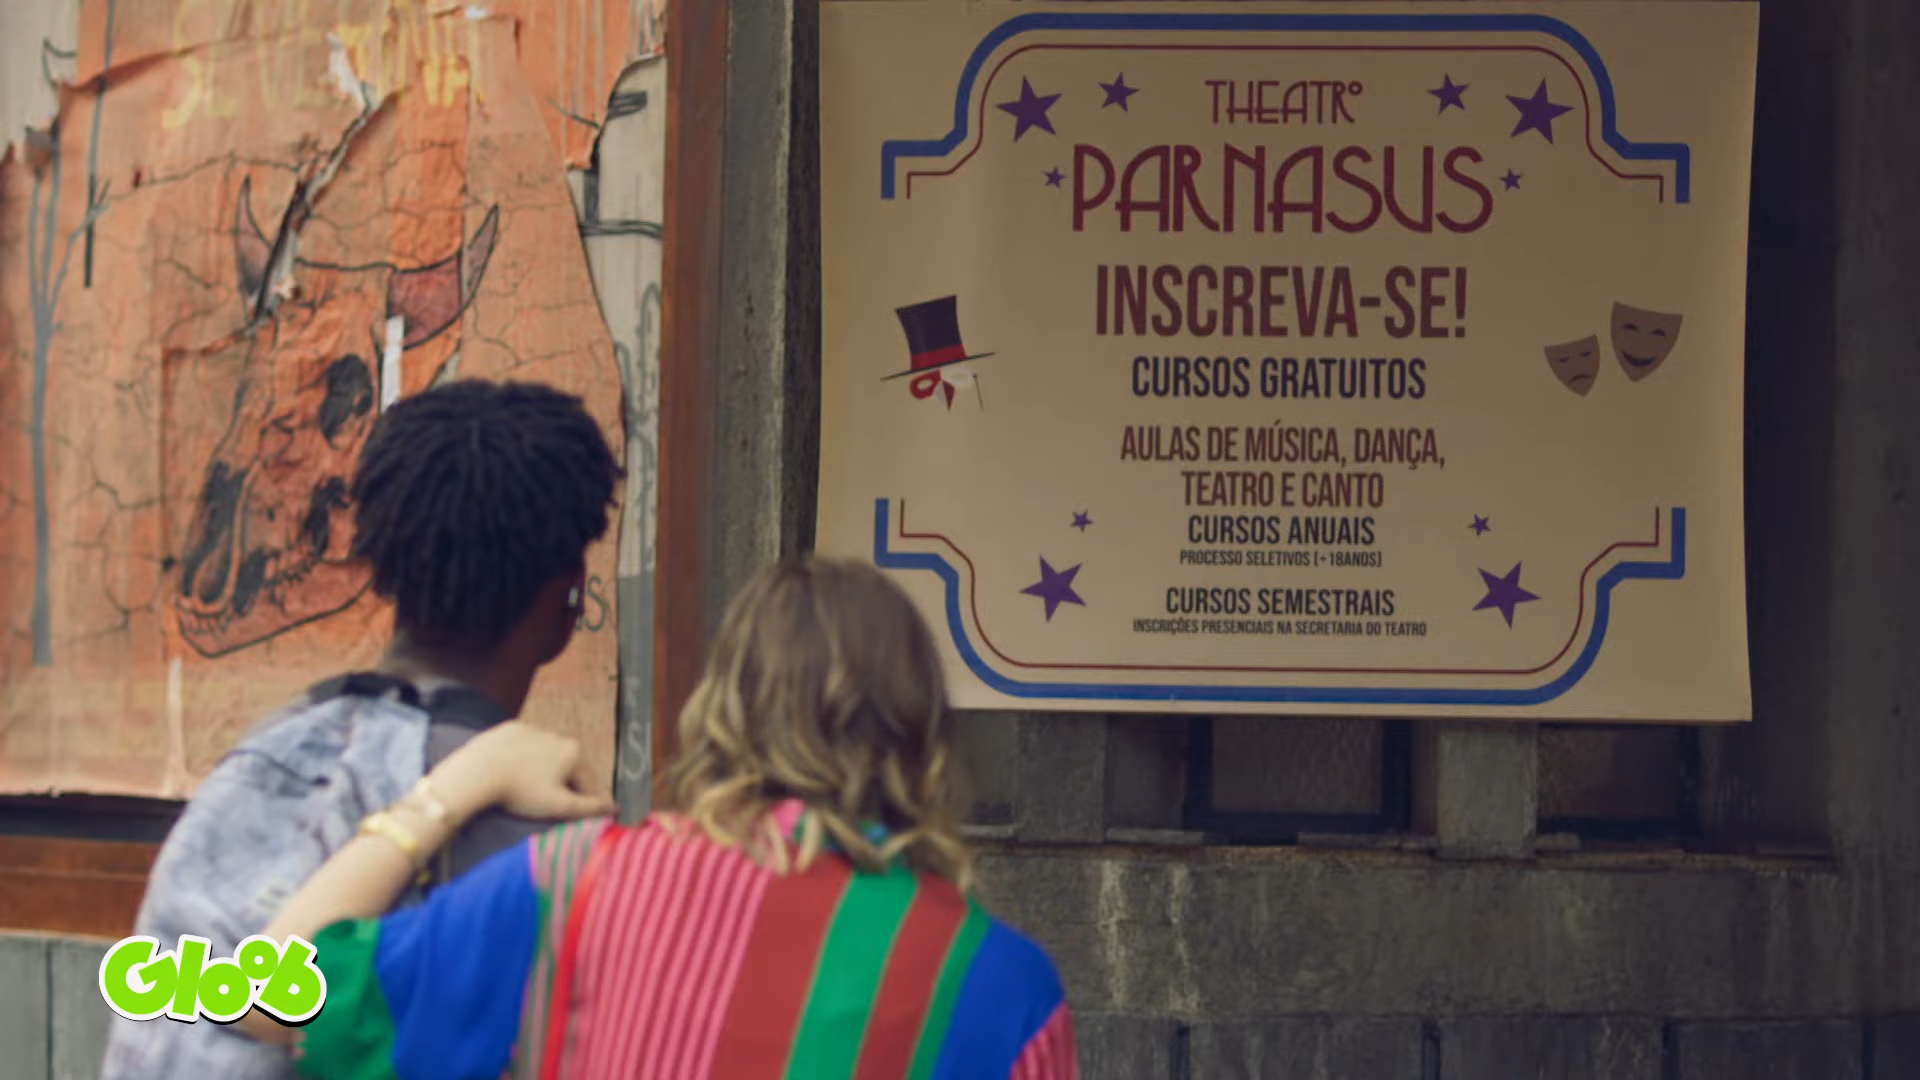 THEATRº
PARNASUS
INSCREVA-SE!
CURSOS GRATUITOS
AULAS DE MÚSICA, DANÇA,
TEATRO E CANTO
CURSOS ANUAIS
PROCESSO SELETIVOS (+18ANOS)
CURSOS SEMESTRAIS
INSCRIÇÕES PRESENCIAIS NA SECRETARIA DO TEATRO
Gloob